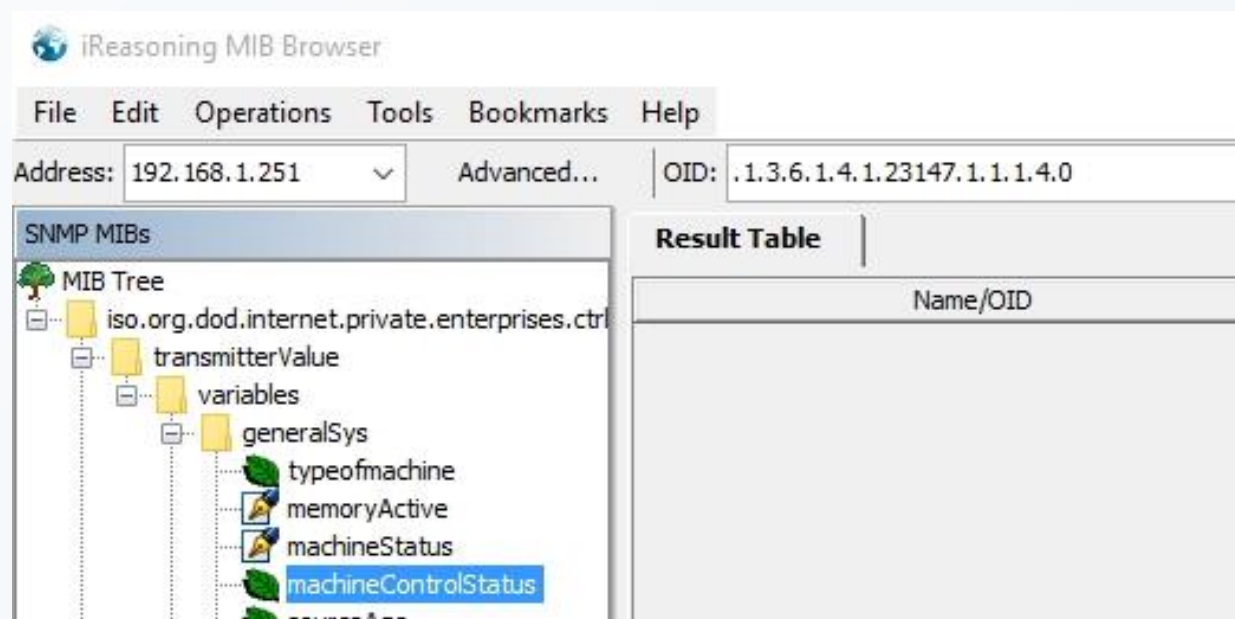 iReasoning MIB Browser
File Edit Operations Tools Bookmarks Help
Address: 192.168.1.251 Advanced... OID: .1.3.6.1.4.1.23147.1.1.1.4.0
SNMP MIBs
Result Table
MIB Tree
Name/OID
iso.org.dod.internet.private.enterprises.ctrl
transmitterValue
variables
generalSys
typeofmachine
memoryActive
machineStatus
machineControlStatus